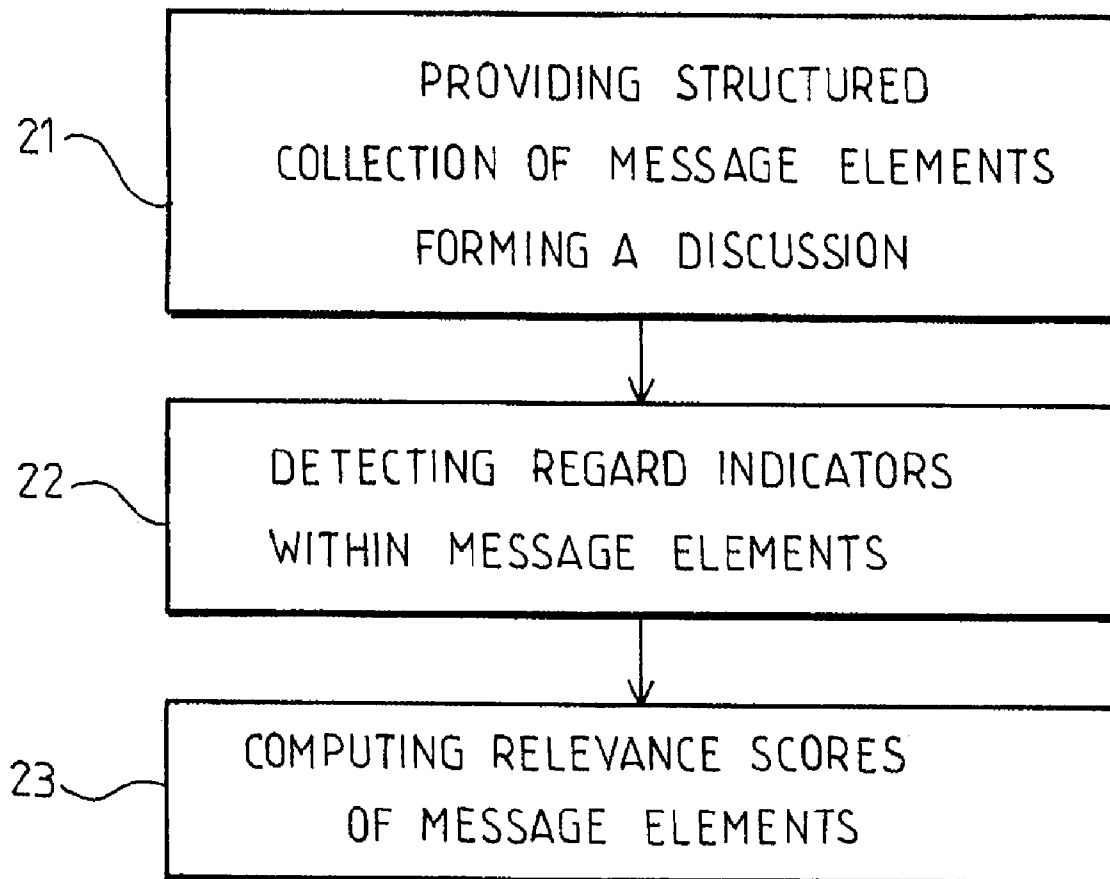 PROVIDING STRUCTURED
21
COLLECTION OF MESSAGE ELEMENTS
FORMING A DISCUSSION
22
DETECTING REGARD INDICATORS
WITHIN MESSAGE ELEMENTS
23
COMPUTING RELEVANCE SCORES
OF MESSAGE ELEMENTS